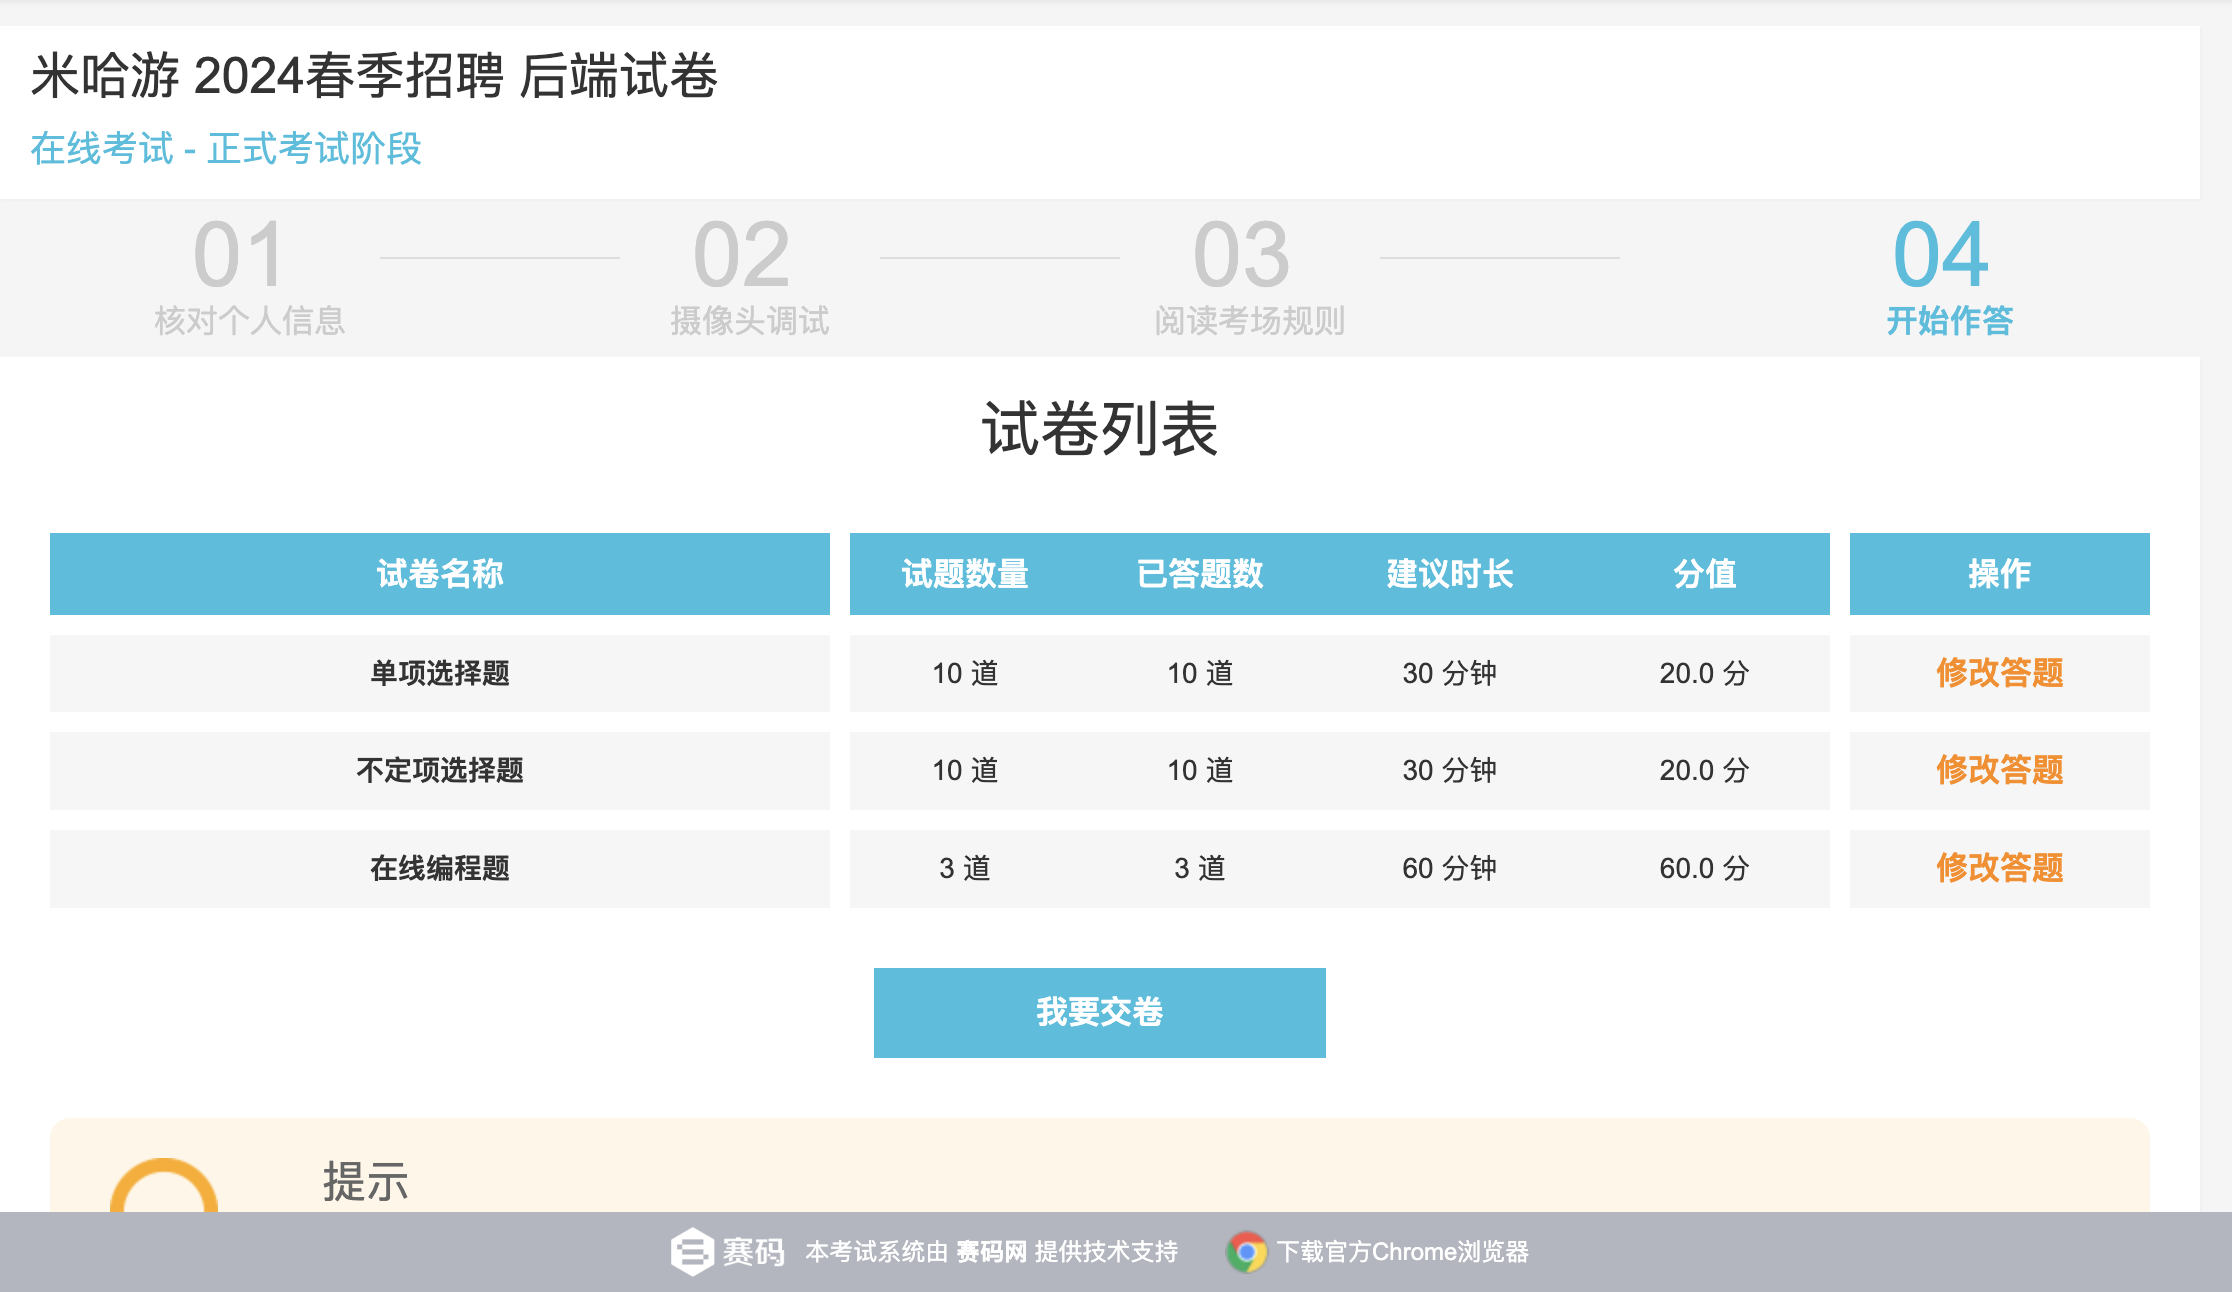 米哈游 2024春季招聘 后端试卷
在线考试 - 正式考试阶段
01 02 03 04
核对个人信息 摄像头调试 阅读考场规则 开始作答
试卷列表
试卷名称 试题数量 已答题数 建议时长 分值 操作
单项选择题 10 道 10 道 30 分钟 20.0 分 修改答题
不定项选择题 10 道 10 道 30 分钟 20.0 分 修改答题
在线编程题 3 道 3 道 60 分钟 60.0 分 修改答题
我要交卷
提示
赛码 本考试系统由 赛码网 提供技术支持 下载官方Chrome浏览器